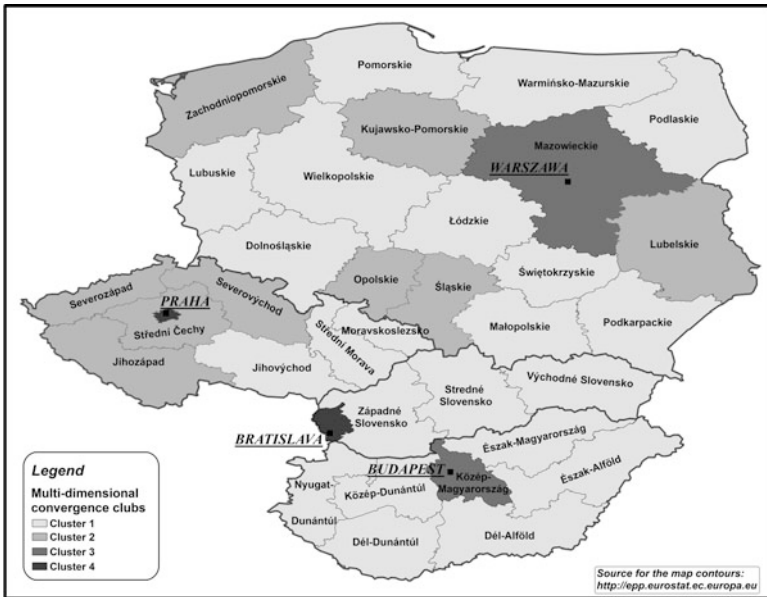 Pomorskie
Warmińsko-Mazurskie
Zachodniopomorskie
Podlaskie
Kujawsko-Pomorskie
Mazowieckie
WARSZAWA
Lubuskie
Wielkopolskie
Łódzkie
Dolnośląskie
Lubelskie
Opolskie
Śląskie
Świętokrzyskie
Severozápad
PRAHA
Severovýchod
Střední Čechy
Střední Morava
Moravskoslezsko
Małopolskie
Podkarpackie
Jihozápad
Jihovýchod
Východné Slovensko
Stredné
Slovensko
Západné
Slovensko
BRATISLAVA
Észak-Magyarország
BUDAPEST
Közép-
Magyarország
Észak-Alföld
Nyugat-
Dunántúl
Közép-Dunántúl
Dél-Dunántúl
Dél-Alföld
Legend
Multi-dimensional
convergence clubs
Cluster 1
Cluster 2
Cluster 3
Cluster 4
Source for the map contours:
http://epp.eurostat.ec.europa.eu